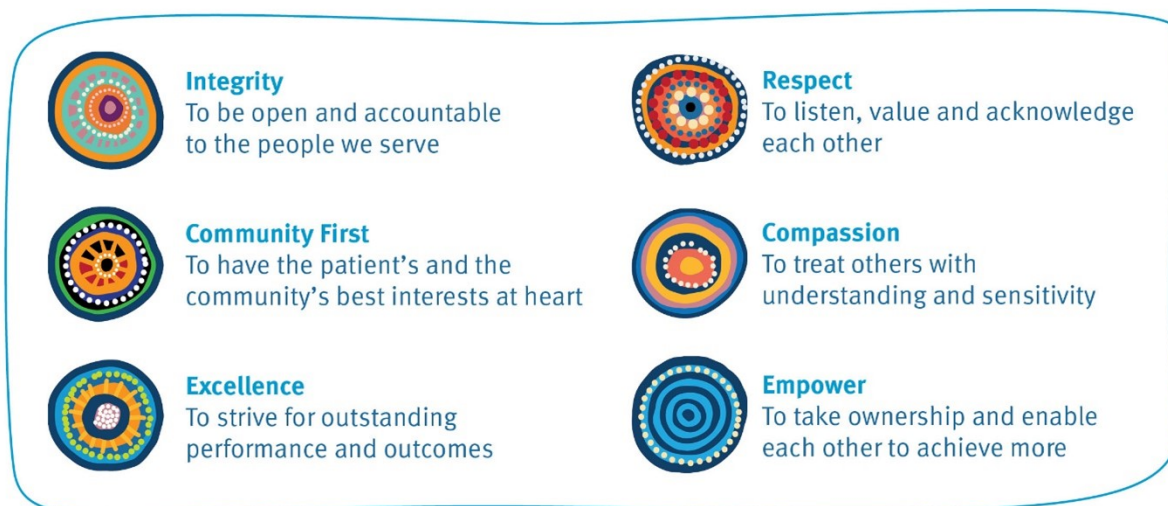 Integrity
To be open and accountable
to the people we serve
Respect
To listen, value and acknowledge
each other
Community First
To have the patient’s and the
community’s best interests at heart
Compassion
To treat others with
understanding and sensitivity
Excellence
To strive for outstanding
performance and outcomes
Empower
To take ownership and enable
each other to achieve more